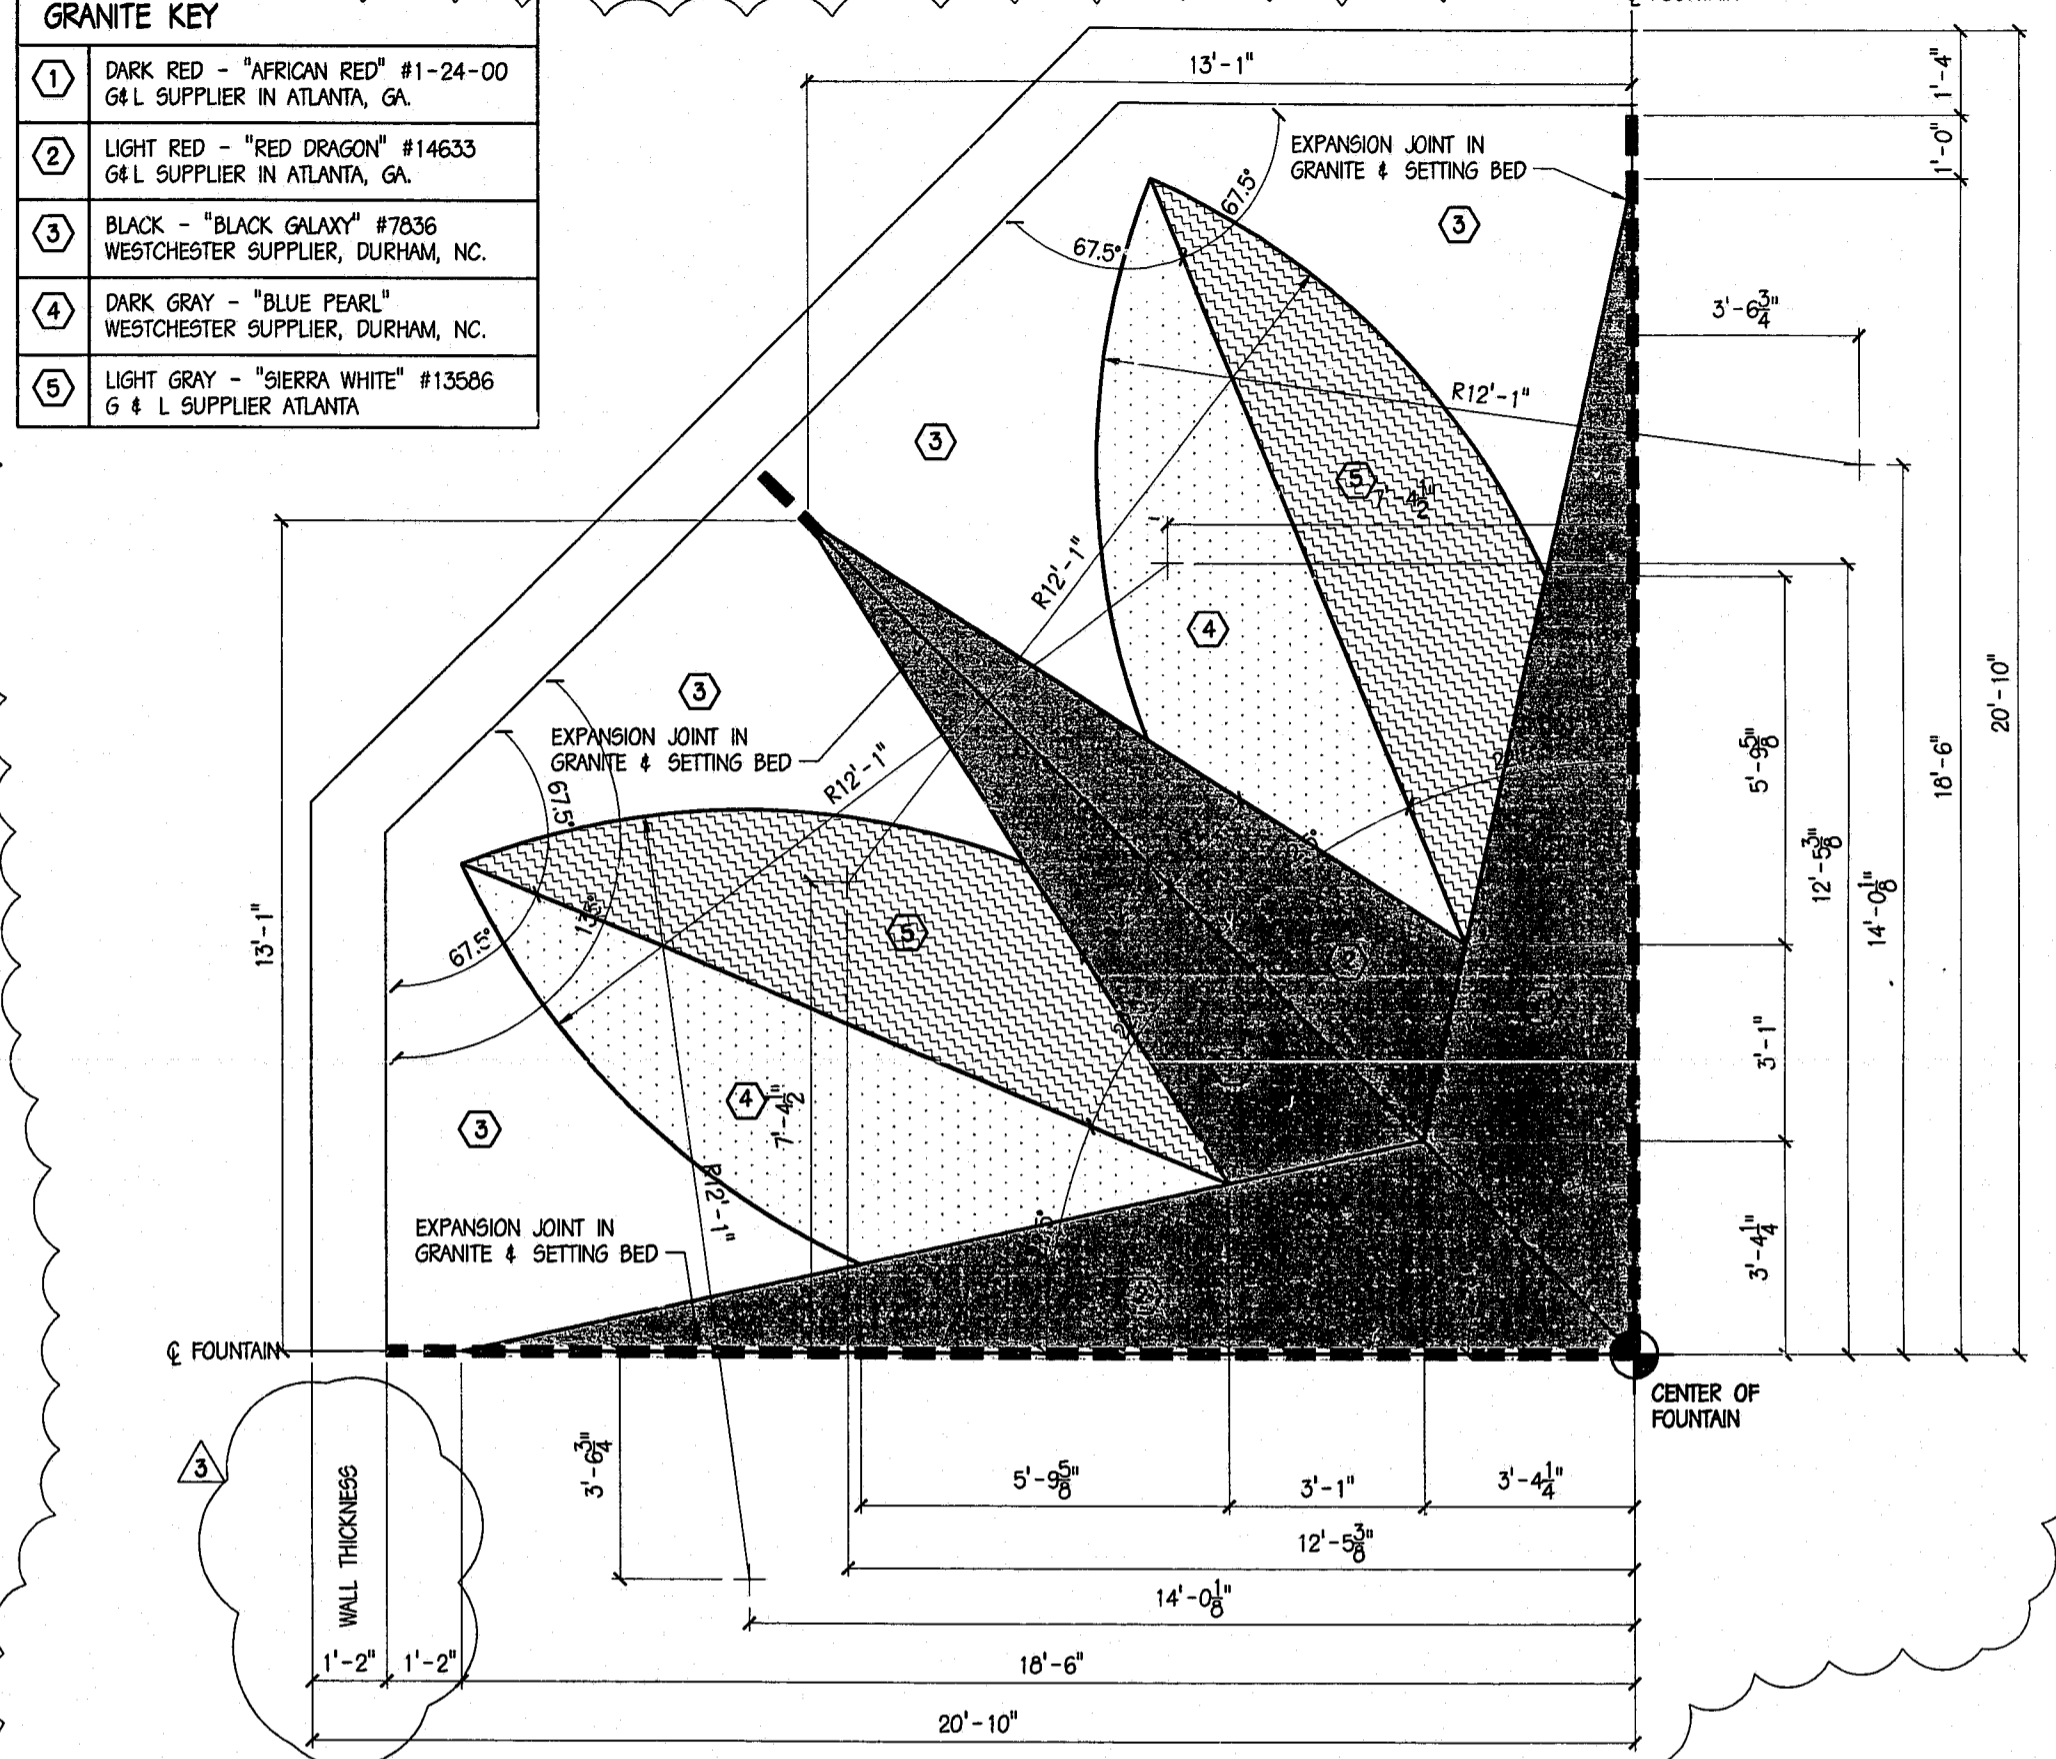 GRANITE KEY
1 DARK RED - "AFRICAN RED" #1-24-00
G&L SUPPLIER IN ATLANTA, GA.
2 LIGHT RED - "RED DRAGON" #14633
G&L SUPPLIER IN ATLANTA, GA.
3 BLACK - "BLACK GALAXY" #7836
WESTCHESTER SUPPLIER, DURHAM, NC.
4 DARK GRAY - "BLUE PEARL"
WESTCHESTER SUPPLIER, DURHAM, NC.
5 LIGHT GRAY - "SIERRA WHITE" #13586
G & L SUPPLIER ATLANTA
13'-1"
1'-4"
1'-0"
EXPANSION JOINT IN
GRANITE & SETTING BED
67.5°
67.5°
3
3'-6 3/4"
R12'-1"
3
5
7'-4 1/2"
R12'-1"
4
3
EXPANSION JOINT IN
GRANITE & SETTING BED
R12'-1"
67.5°
67.5°
135°
13'-1"
5
2
4
7'-4 1/2"
3
R12'-1"
EXPANSION JOINT IN
GRANITE & SETTING BED
5'-9 5/8"
12'-5 3/8"
14'-0 1/8"
18'-6"
20'-10"
3'-1"
3'-4 1/4"
℄ FOUNTAIN
CENTER OF
FOUNTAIN
3
WALL THICKNESS
3'-6 3/4"
5'-9 5/8"
3'-1"
3'-4 1/4"
12'-5 3/8"
14'-0 1/8"
1'-2"
1'-2"
18'-6"
20'-10"